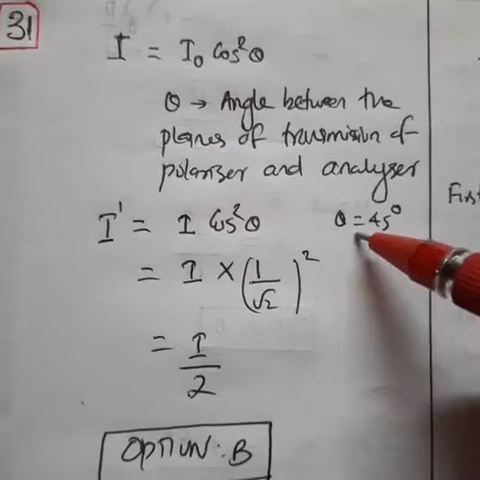 31
I = I₀ Cos²θ
θ → Angle between the
planes of transmission of
polariser and analyser
I' = I Cos²θ θ = 45°
= I × (1/√2)²
= I/2
OPTION: B
First